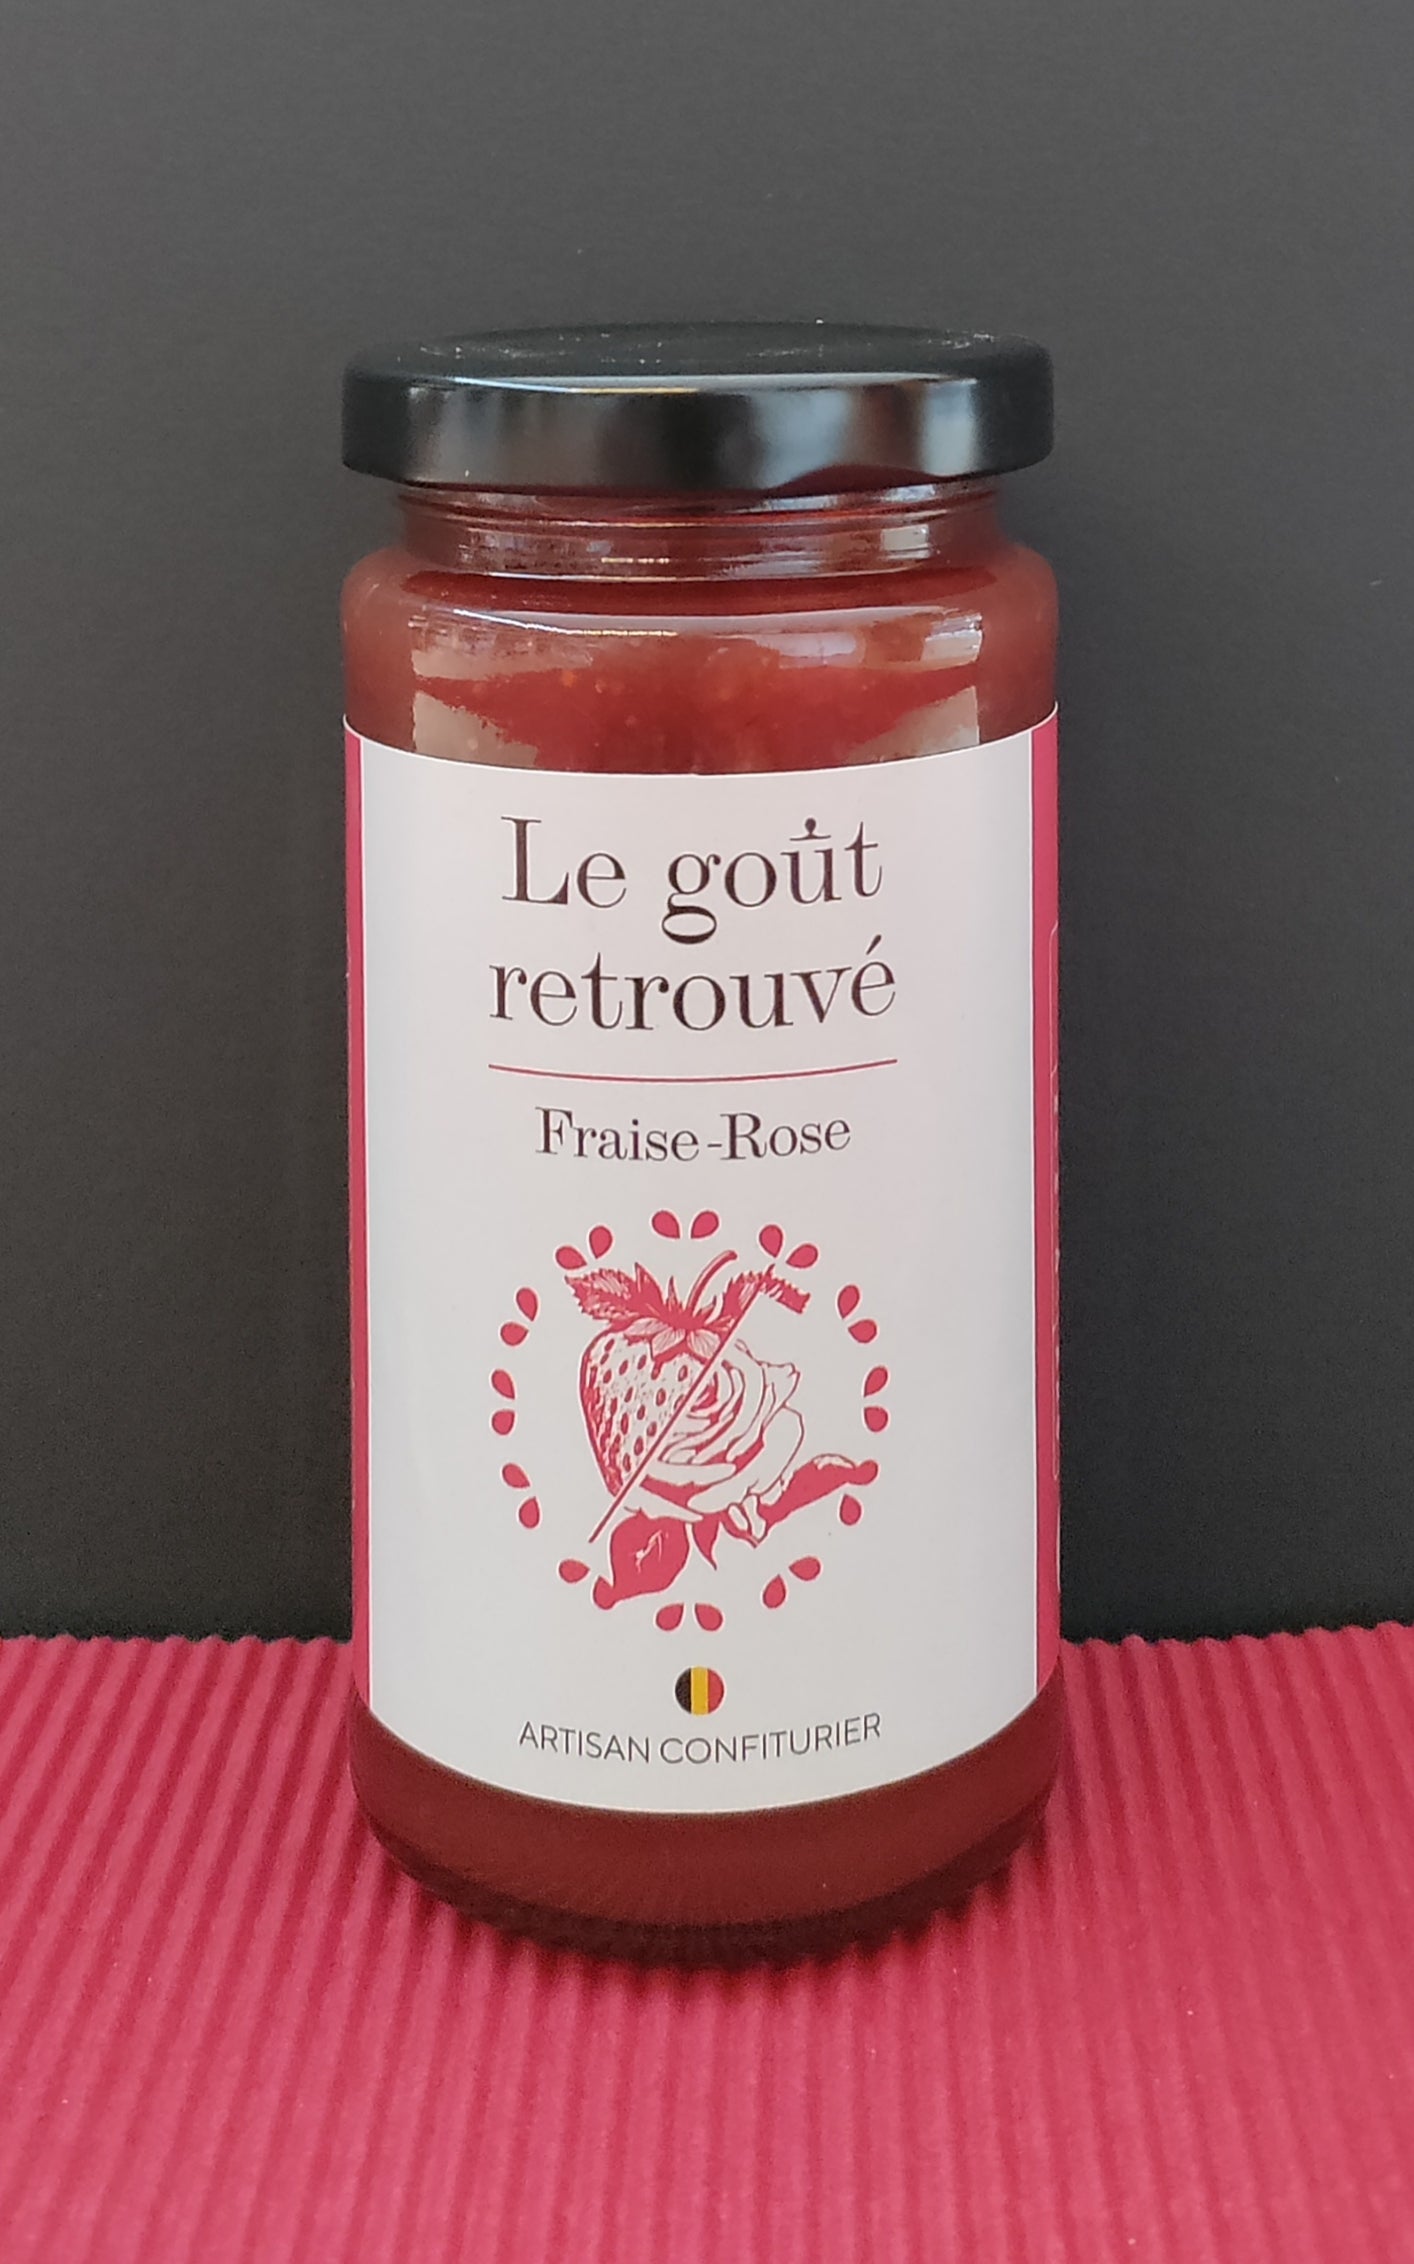 Le goût
retrouvé
Fraise-Rose
ARTISAN CONFITURIER